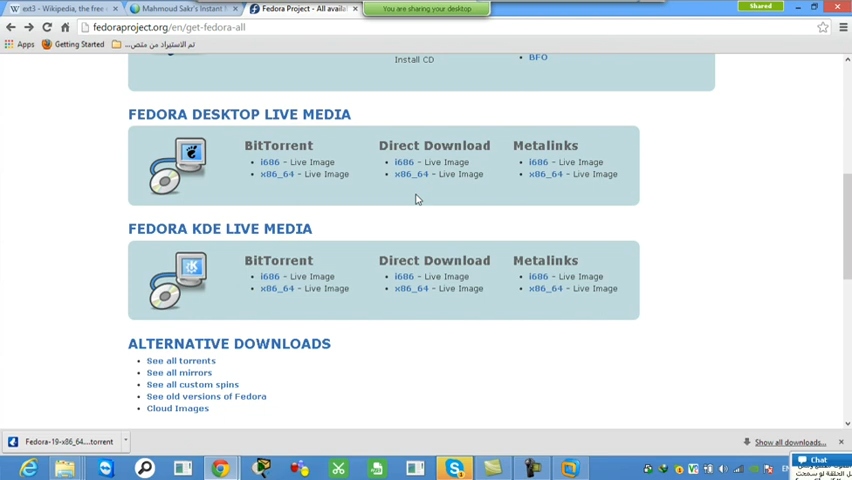 ext3 - Wikipedia, the free e
Mahmoud Sakr's Instant M
Fedora Project - All availa
You are sharing your desktop
Shared
fedoraproject.org/en/get-fedora-all
Apps
Getting Started
تم الاستيراد من متص...
Install CD
BFO
FEDORA DESKTOP LIVE MEDIA
BitTorrent
i686 - Live Image
x86_64 - Live Image
Direct Download
i686 - Live Image
x86_64 - Live Image
Metalinks
i686 - Live Image
x86_64 - Live Image
FEDORA KDE LIVE MEDIA
BitTorrent
i686 - Live Image
x86_64 - Live Image
Direct Download
i686 - Live Image
x86_64 - Live Image
Metalinks
i686 - Live Image
x86_64 - Live Image
ALTERNATIVE DOWNLOADS
See all torrents
See all mirrors
See all custom spins
See old versions of Fedora
Cloud Images
Fedora-19-x86_64....torrent
Show all downloads...
Chat